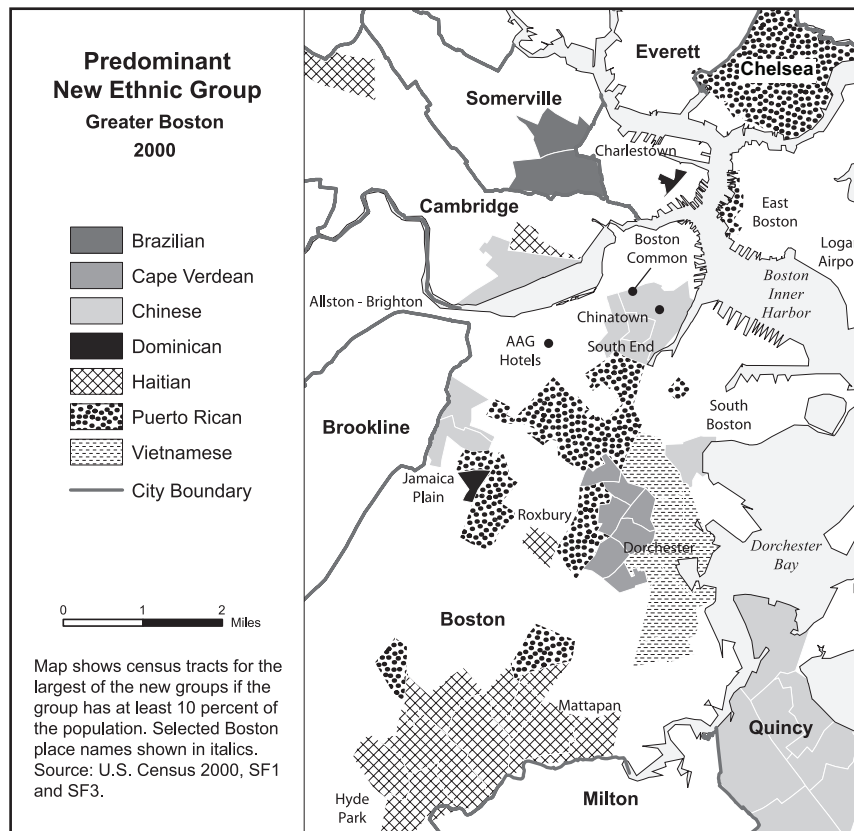 Predominant
New Ethnic Group
Greater Boston
2000
Brazilian
Cape Verdean
Chinese
Dominican
Haitian
Puerto Rican
Vietnamese
City Boundary
0 1 2
Miles
Map shows census tracts for the
largest of the new groups if the
group has at least 10 percent of
the population. Selected Boston
place names shown in italics.
Source: U.S. Census 2000, SF1
and SF3.
Everett
Chelsea
Somerville
Charlestown
Cambridge
East
Boston
Boston
Common
Logan
Airport
Boston
Inner
Harbor
Allston - Brighton
Chinatown
AAG
Hotels
South End
South
Boston
Brookline
Jamaica
Plain
Roxbury
Dorchester
Dorchester
Bay
Boston
Mattapan
Quincy
Hyde
Park
Milton